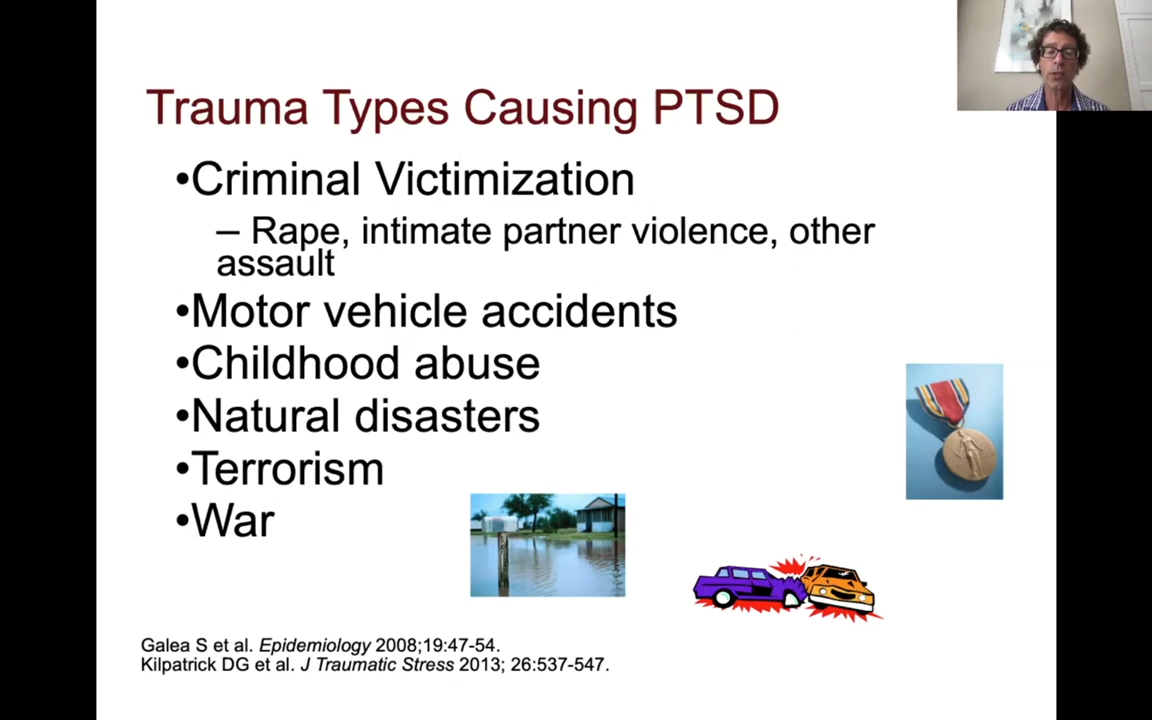 Trauma Types Causing PTSD
•Criminal Victimization
– Rape, intimate partner violence, other
assault
•Motor vehicle accidents
•Childhood abuse
•Natural disasters
•Terrorism
•War
Galea S et al. Epidemiology 2008;19:47-54.
Kilpatrick DG et al. J Traumatic Stress 2013; 26:537-547.